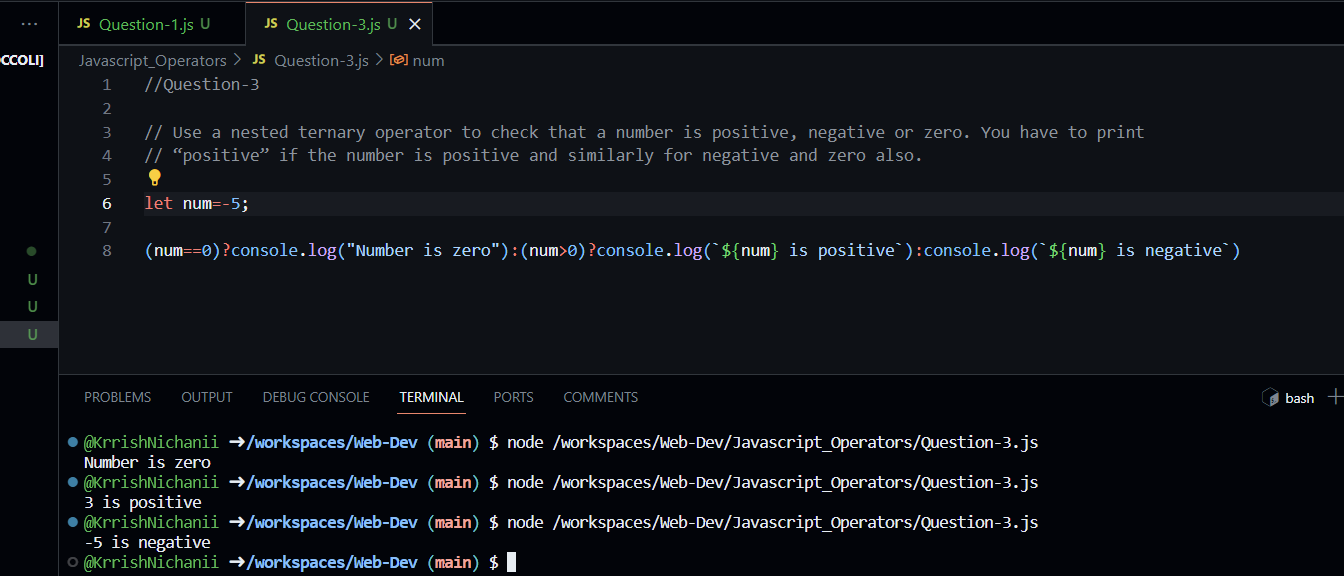 ... JS Question-1.js U JS Question-3.js U ×
CCOLI] Javascript_Operators > JS Question-3.js > num
1 //Question-3
2
3 // Use a nested ternary operator to check that a number is positive, negative or zero. You have to print
4 // “positive” if the number is positive and similarly for negative and zero also.
5
6 let num=-5;
7
8 (num==0)?console.log("Number is zero"):(num>0)?console.log(`${num} is positive`):console.log(`${num} is negative`)
U
U
U
PROBLEMS OUTPUT DEBUG CONSOLE TERMINAL PORTS COMMENTS bash +
@KrrishNichanii ➜/workspaces/Web-Dev (main) $ node /workspaces/Web-Dev/Javascript_Operators/Question-3.js
Number is zero
@KrrishNichanii ➜/workspaces/Web-Dev (main) $ node /workspaces/Web-Dev/Javascript_Operators/Question-3.js
3 is positive
@KrrishNichanii ➜/workspaces/Web-Dev (main) $ node /workspaces/Web-Dev/Javascript_Operators/Question-3.js
-5 is negative
@KrrishNichanii ➜/workspaces/Web-Dev (main) $